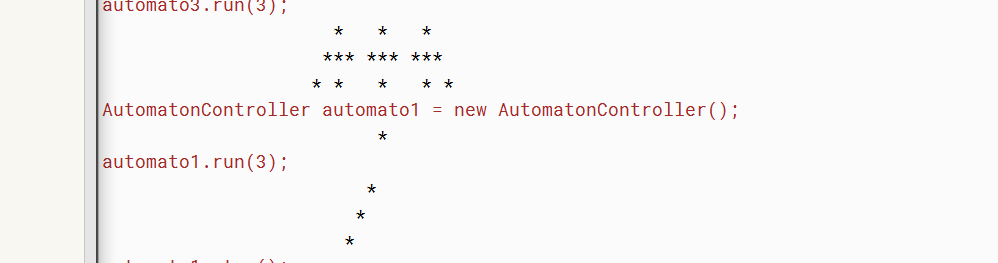 automato3.run(3);
                     *   *   *
                    *** *** ***
                   * *   *   * *
AutomatonController automato1 = new AutomatonController();
                         *
automato1.run(3);
                        *
                       *
                      *